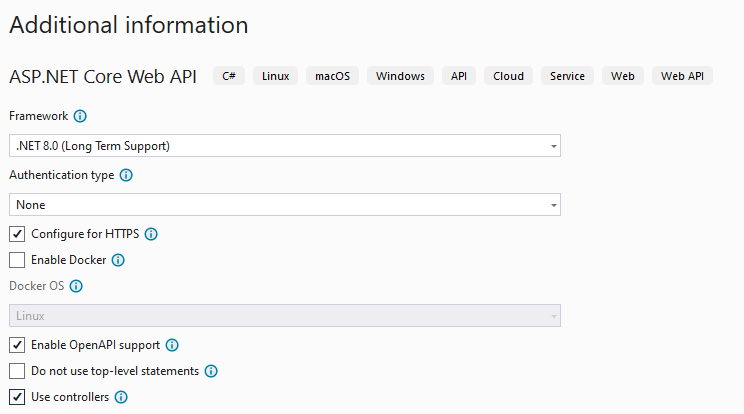 Additional information
ASP.NET Core Web API C# Linux macOS Windows API Cloud Service Web Web API
Framework
.NET 8.0 (Long Term Support)
Authentication type
None
Configure for HTTPS
Enable Docker
Docker OS
Linux
Enable OpenAPI support
Do not use top-level statements
Use controllers